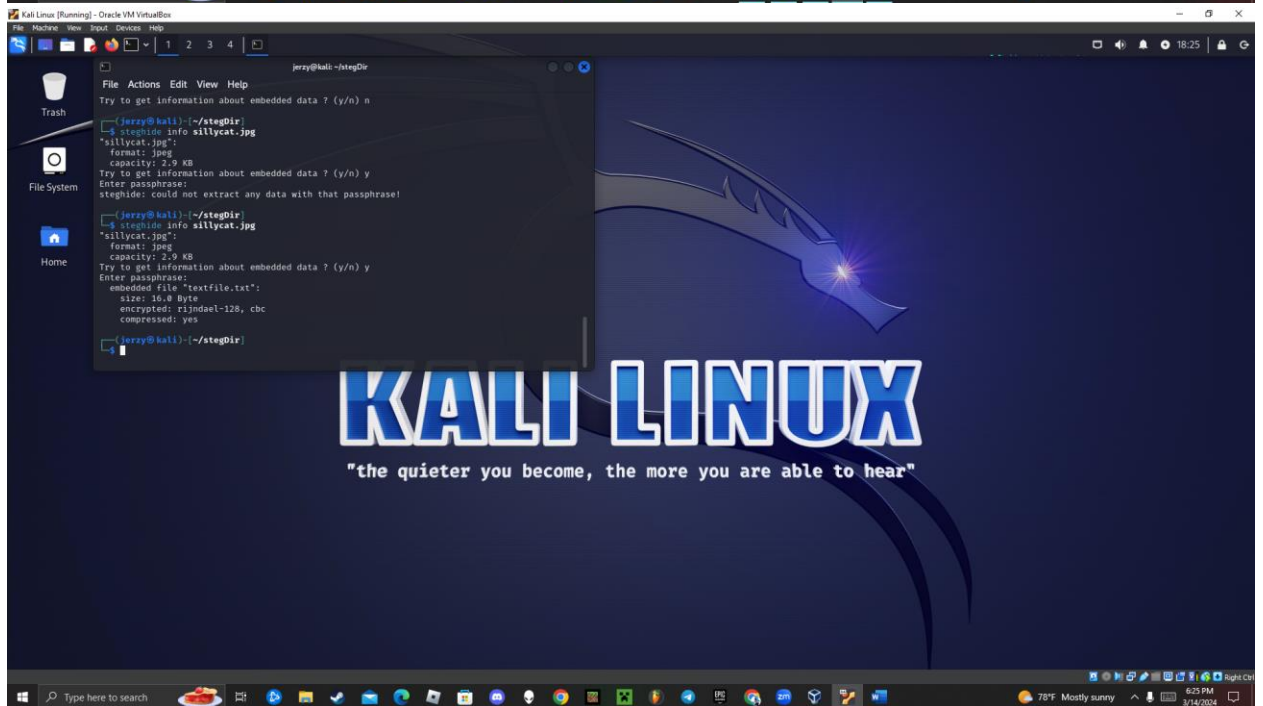 Kali Linux [Running] - Oracle VM VirtualBox
File Machine View Input Devices Help
1 2 3 4
18:25
jerzy@kali: ~/stegDir
File Actions Edit View Help
Try to get information about embedded data ? (y/n) n
(jerzy㉿kali)-[~/stegDir]
$ steghide info sillycat.jpg
"sillycat.jpg":
format: jpeg
capacity: 2.9 KB
Try to get information about embedded data ? (y/n) y
Enter passphrase:
steghide: could not extract any data with that passphrase!
(jerzy㉿kali)-[~/stegDir]
$ steghide info sillycat.jpg
"sillycat.jpg":
format: jpeg
capacity: 2.9 KB
Try to get information about embedded data ? (y/n) y
Enter passphrase:
embedded file "textfile.txt":
size: 16.0 Byte
encrypted: rijndael-128, cbc
compressed: yes
(jerzy㉿kali)-[~/stegDir]
$
Trash
File System
Home
KALI LINUX
"the quieter you become, the more you are able to hear"
Right Ctrl
Type here to search
EPIC
zm
78°F Mostly sunny
6:25 PM
3/14/2024